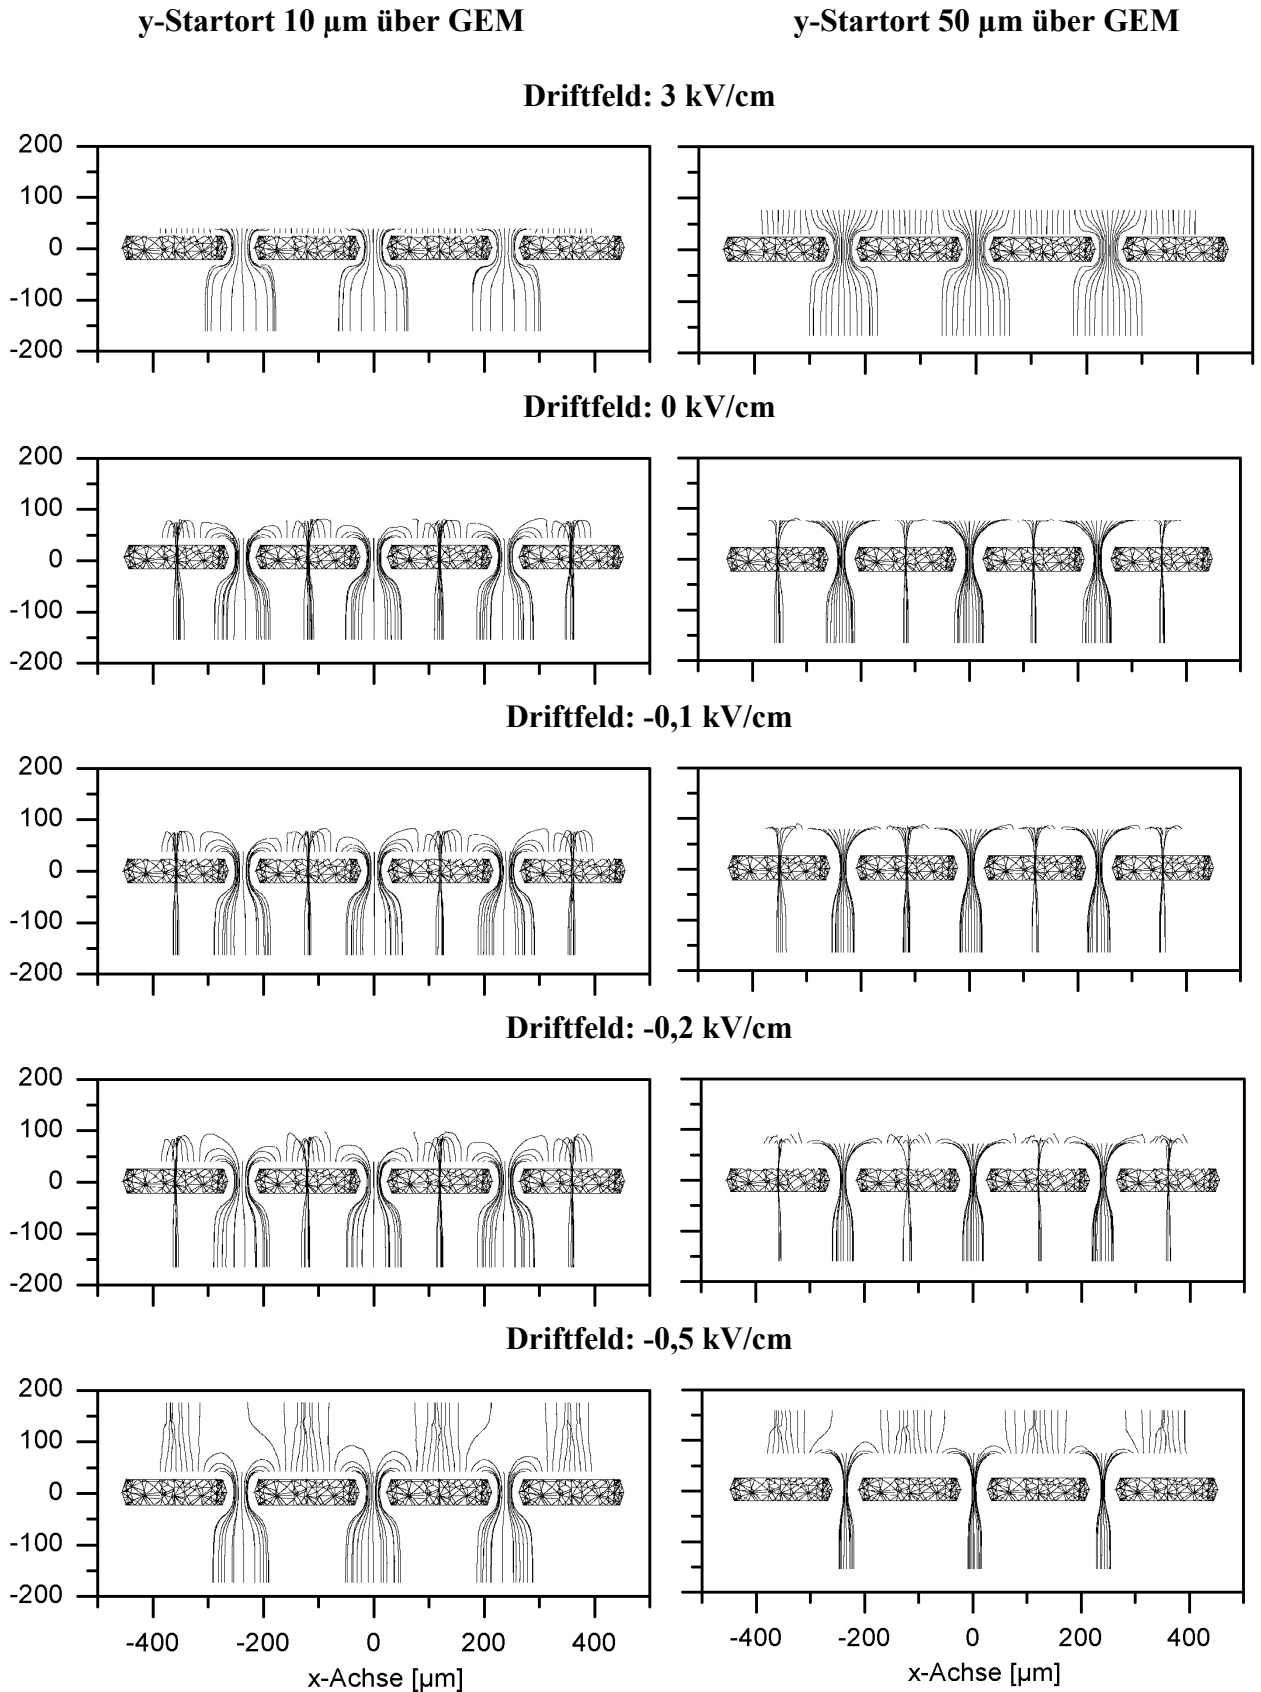 y-Startort 10 µm über GEM
y-Startort 50 µm über GEM
Driftfeld: 3 kV/cm
200
100
0
-100
-200
Driftfeld: 0 kV/cm
200
100
0
-100
-200
Driftfeld: -0,1 kV/cm
200
100
0
-100
-200
Driftfeld: -0,2 kV/cm
200
100
0
-100
-200
Driftfeld: -0,5 kV/cm
200
100
0
-100
-200
-400 -200 0 200 400
x-Achse [µm]
-400 -200 0 200 400
x-Achse [µm]